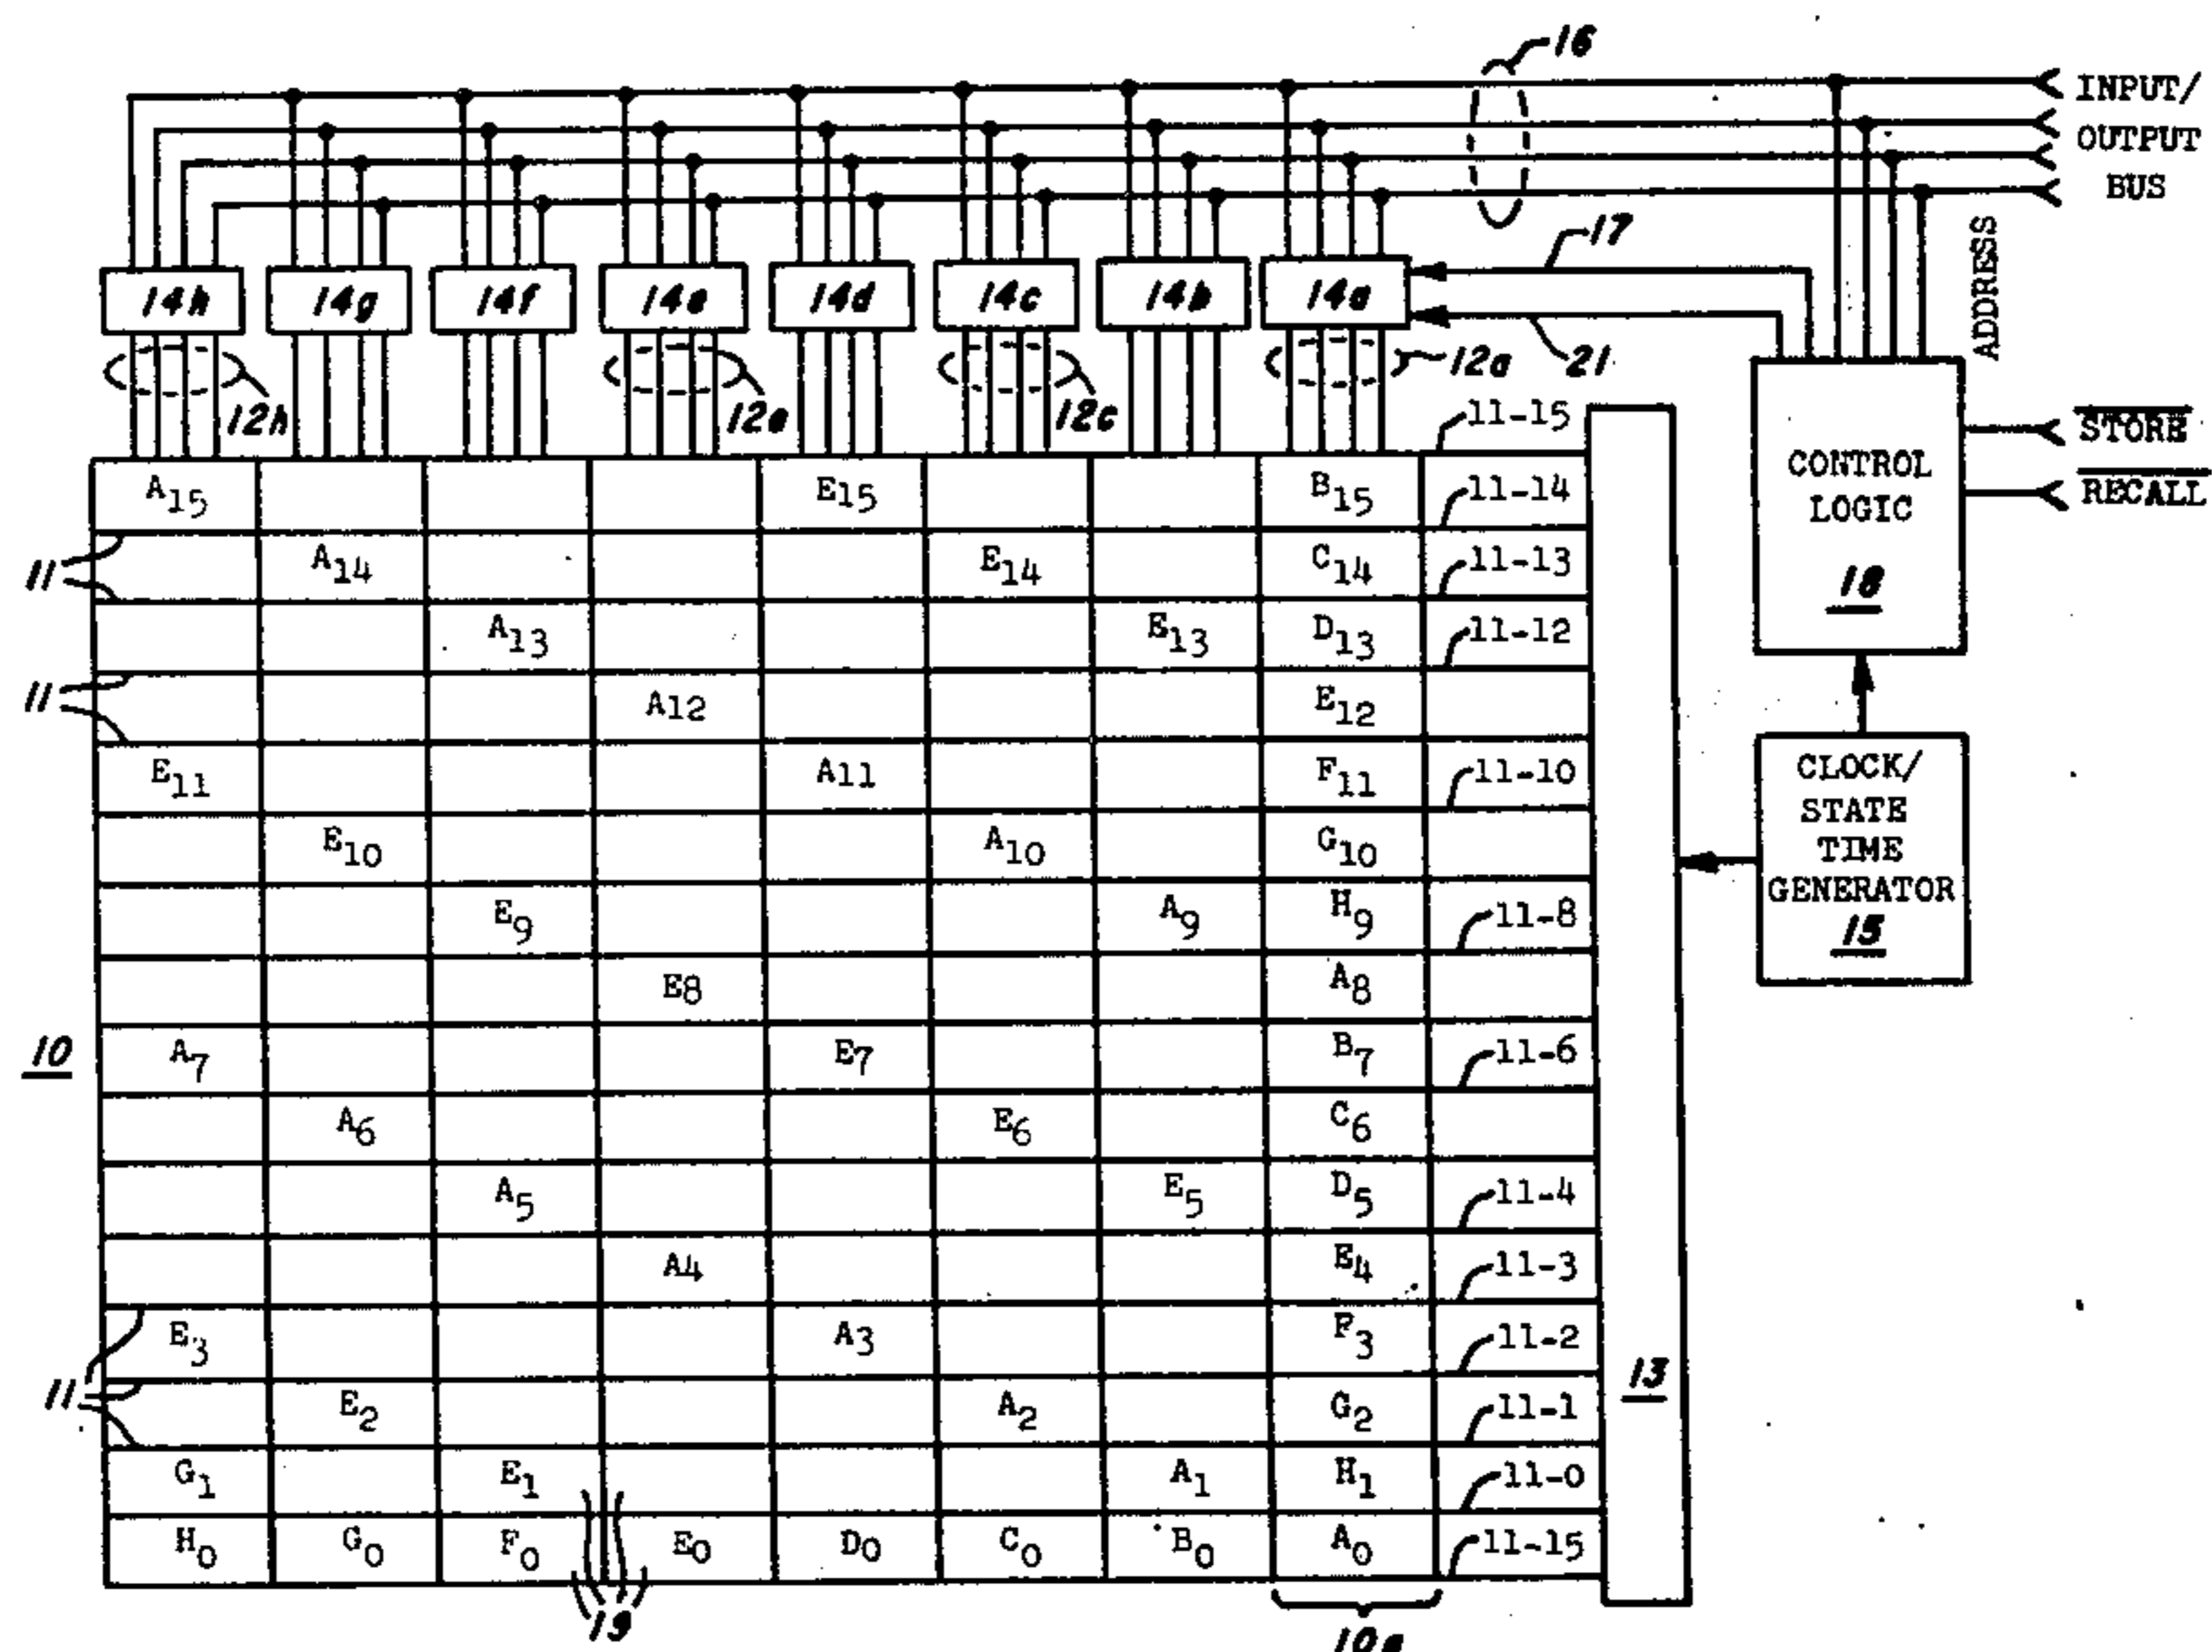 16
INPUT/
OUTPUT
BUS
17
ADDRESS
14h 14g 14f 14e 14d 14c 14b 14a
21
12h 12e 12c 12a
STORE
RECALL
CONTROL
LOGIC
18
11-15
A15 E15 B15 11-14
11 A14 E14 C14 11-13
A13 E13 D13 11-12
11 A12 E12
E11 A11 F11 11-10
E10 A10 G10
E9 A9 H9 11-8
E8 A8
10 A7 E7 B7 11-6
A6 E6 C6
A5 E5 D5 11-4
A4 E4 11-3
E3 A3 F3 11-2
11 E2 A2 G2 11-1
G1 E1 A1 H1 11-0
H0 G0 F0 E0 D0 C0 B0 A0 11-15
13
CLOCK/
STATE
TIME
GENERATOR
15
19
10a